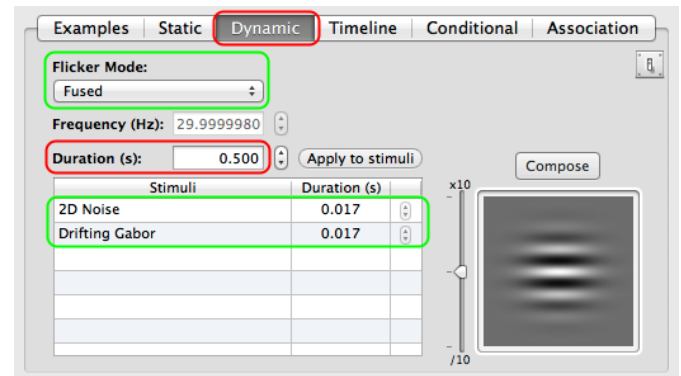 Examples Static Dynamic Timeline Conditional Association
Flicker Mode:
Fused
Frequency (Hz): 29.9999980
Duration (s): 0.500 Apply to stimuli
Compose
Stimuli Duration (s)
x10
2D Noise 0.017
Drifting Gabor 0.017
/10